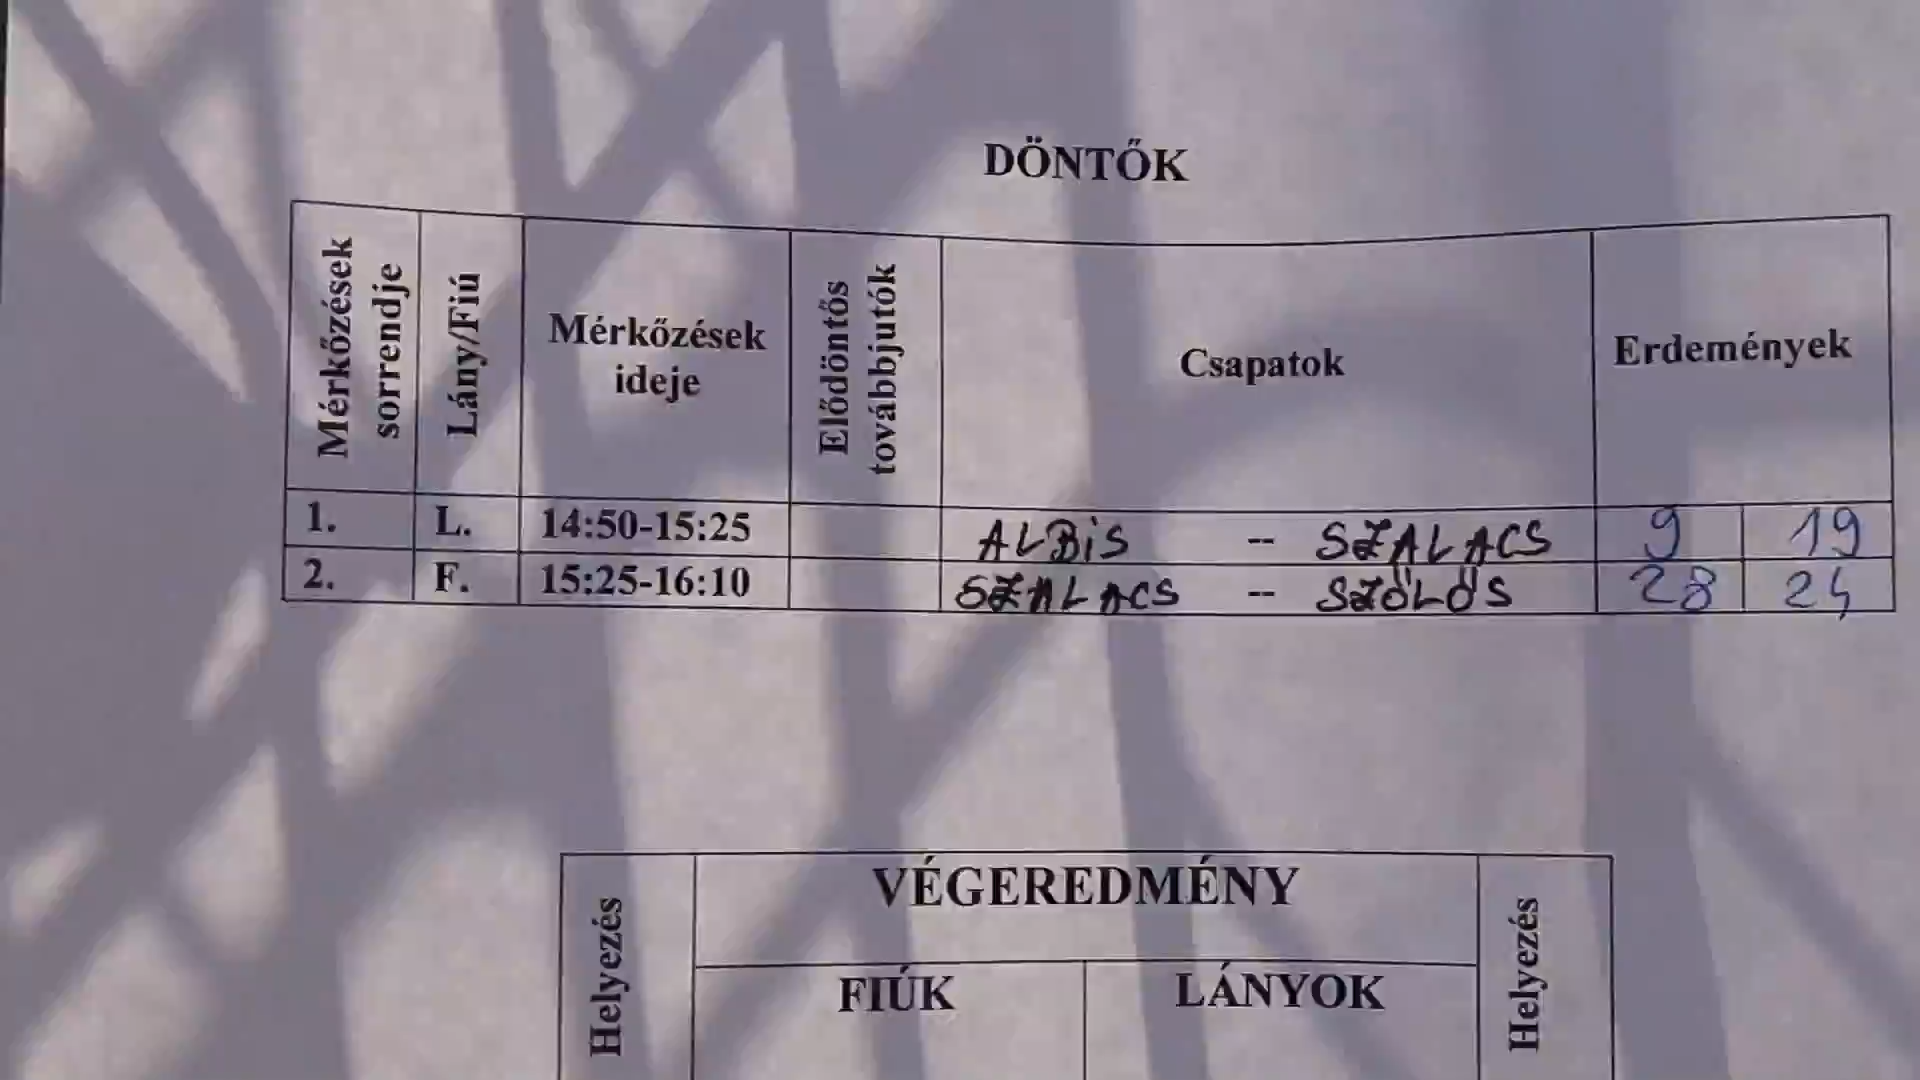 DÖNTŐK
Mérkőzések sorrendje Lány/Fiú Mérkőzések ideje Elődöntős továbbjutók Csapatok Erdemények
1. L. 14:50-15:25 ALBiS -- SZALACS 9 19
2. F. 15:25-16:10 SZALACS -- SZŐLŐS 28 24
Helyezés VÉGEREDMÉNY Helyezés
FIÚK LÁNYOK